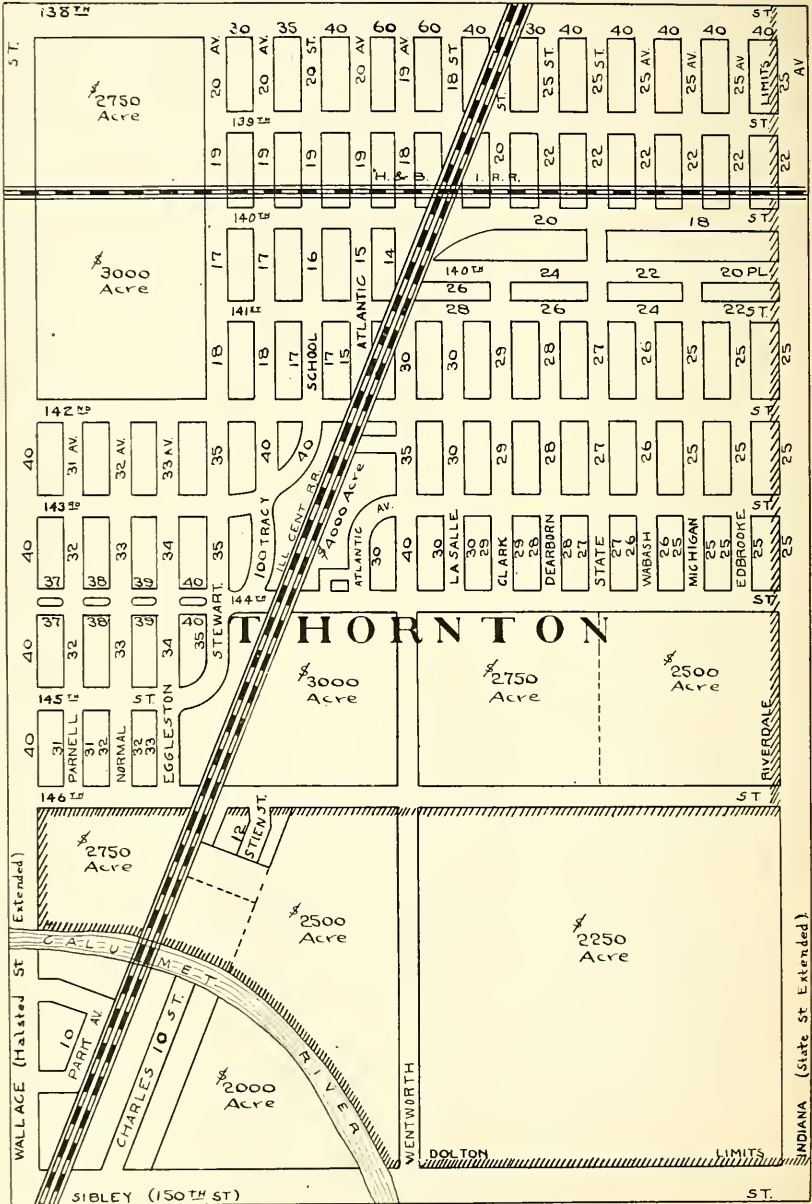 138TH ST.
30 35 40 60 60 40 30 40 40 40 40 40
ST.
20 AV.
20 AV.
20 ST.
20 AV.
19 AV.
18 ST
ST.
25 ST.
25 ST.
25 AV.
25 AV.
25 AV.
LIMITS
25 AV
$2750
Acre
139TH ST.
19 19 19 19 18 20 22 22 22 22 22 22
H. & B. I. R.R.
140TH ST
20 18
$3000
Acre
17 17 16 ATLANTIC 15 14
140TH 24 22 20 PL.
26
141ST 28 26 24 22 ST.
18 18 17 SCHOOL 17 15 30 30 29 28 27 26 25 25 25
142ND ST.
40 31 AV. 32 AV. 33 AV. 35 40 40 35 30 29 28 27 26 25 25 25
ILL CENT RR.
$4000 Acre
143RD ST
100 TRACY
ATLANTIC AV.
40 32 33 34 35 30 40 30 LA SALLE 30 29 CLARK 29 28 DEARBORN 28 27 STATE 27 26 WABASH 26 25 MICHIGAN 25 25 EDBROOKE 25 25
37 38 39 40
144TH ST.
THORNTON
37 38 39 40
40 32 33 34 35 STEWART
$3000
Acre
$2750
Acre
$2500
Acre
145TH ST.
RIVERDALE
40 31 PARNELL 31 32 NORMAL 32 33 EGGLESTON
146TH ST
$2750
Acre
12 STIEN ST.
$2500
Acre
$2250
Acre
WALLACE (Halsted St Extended)
CALUMET RIVER
10 PARK AV.
CHARLES 10 ST.
$2000
Acre
WENTWORTH
INDIANA (State St Extended)
DOLTON LIMITS
SIBLEY (150TH ST) ST.